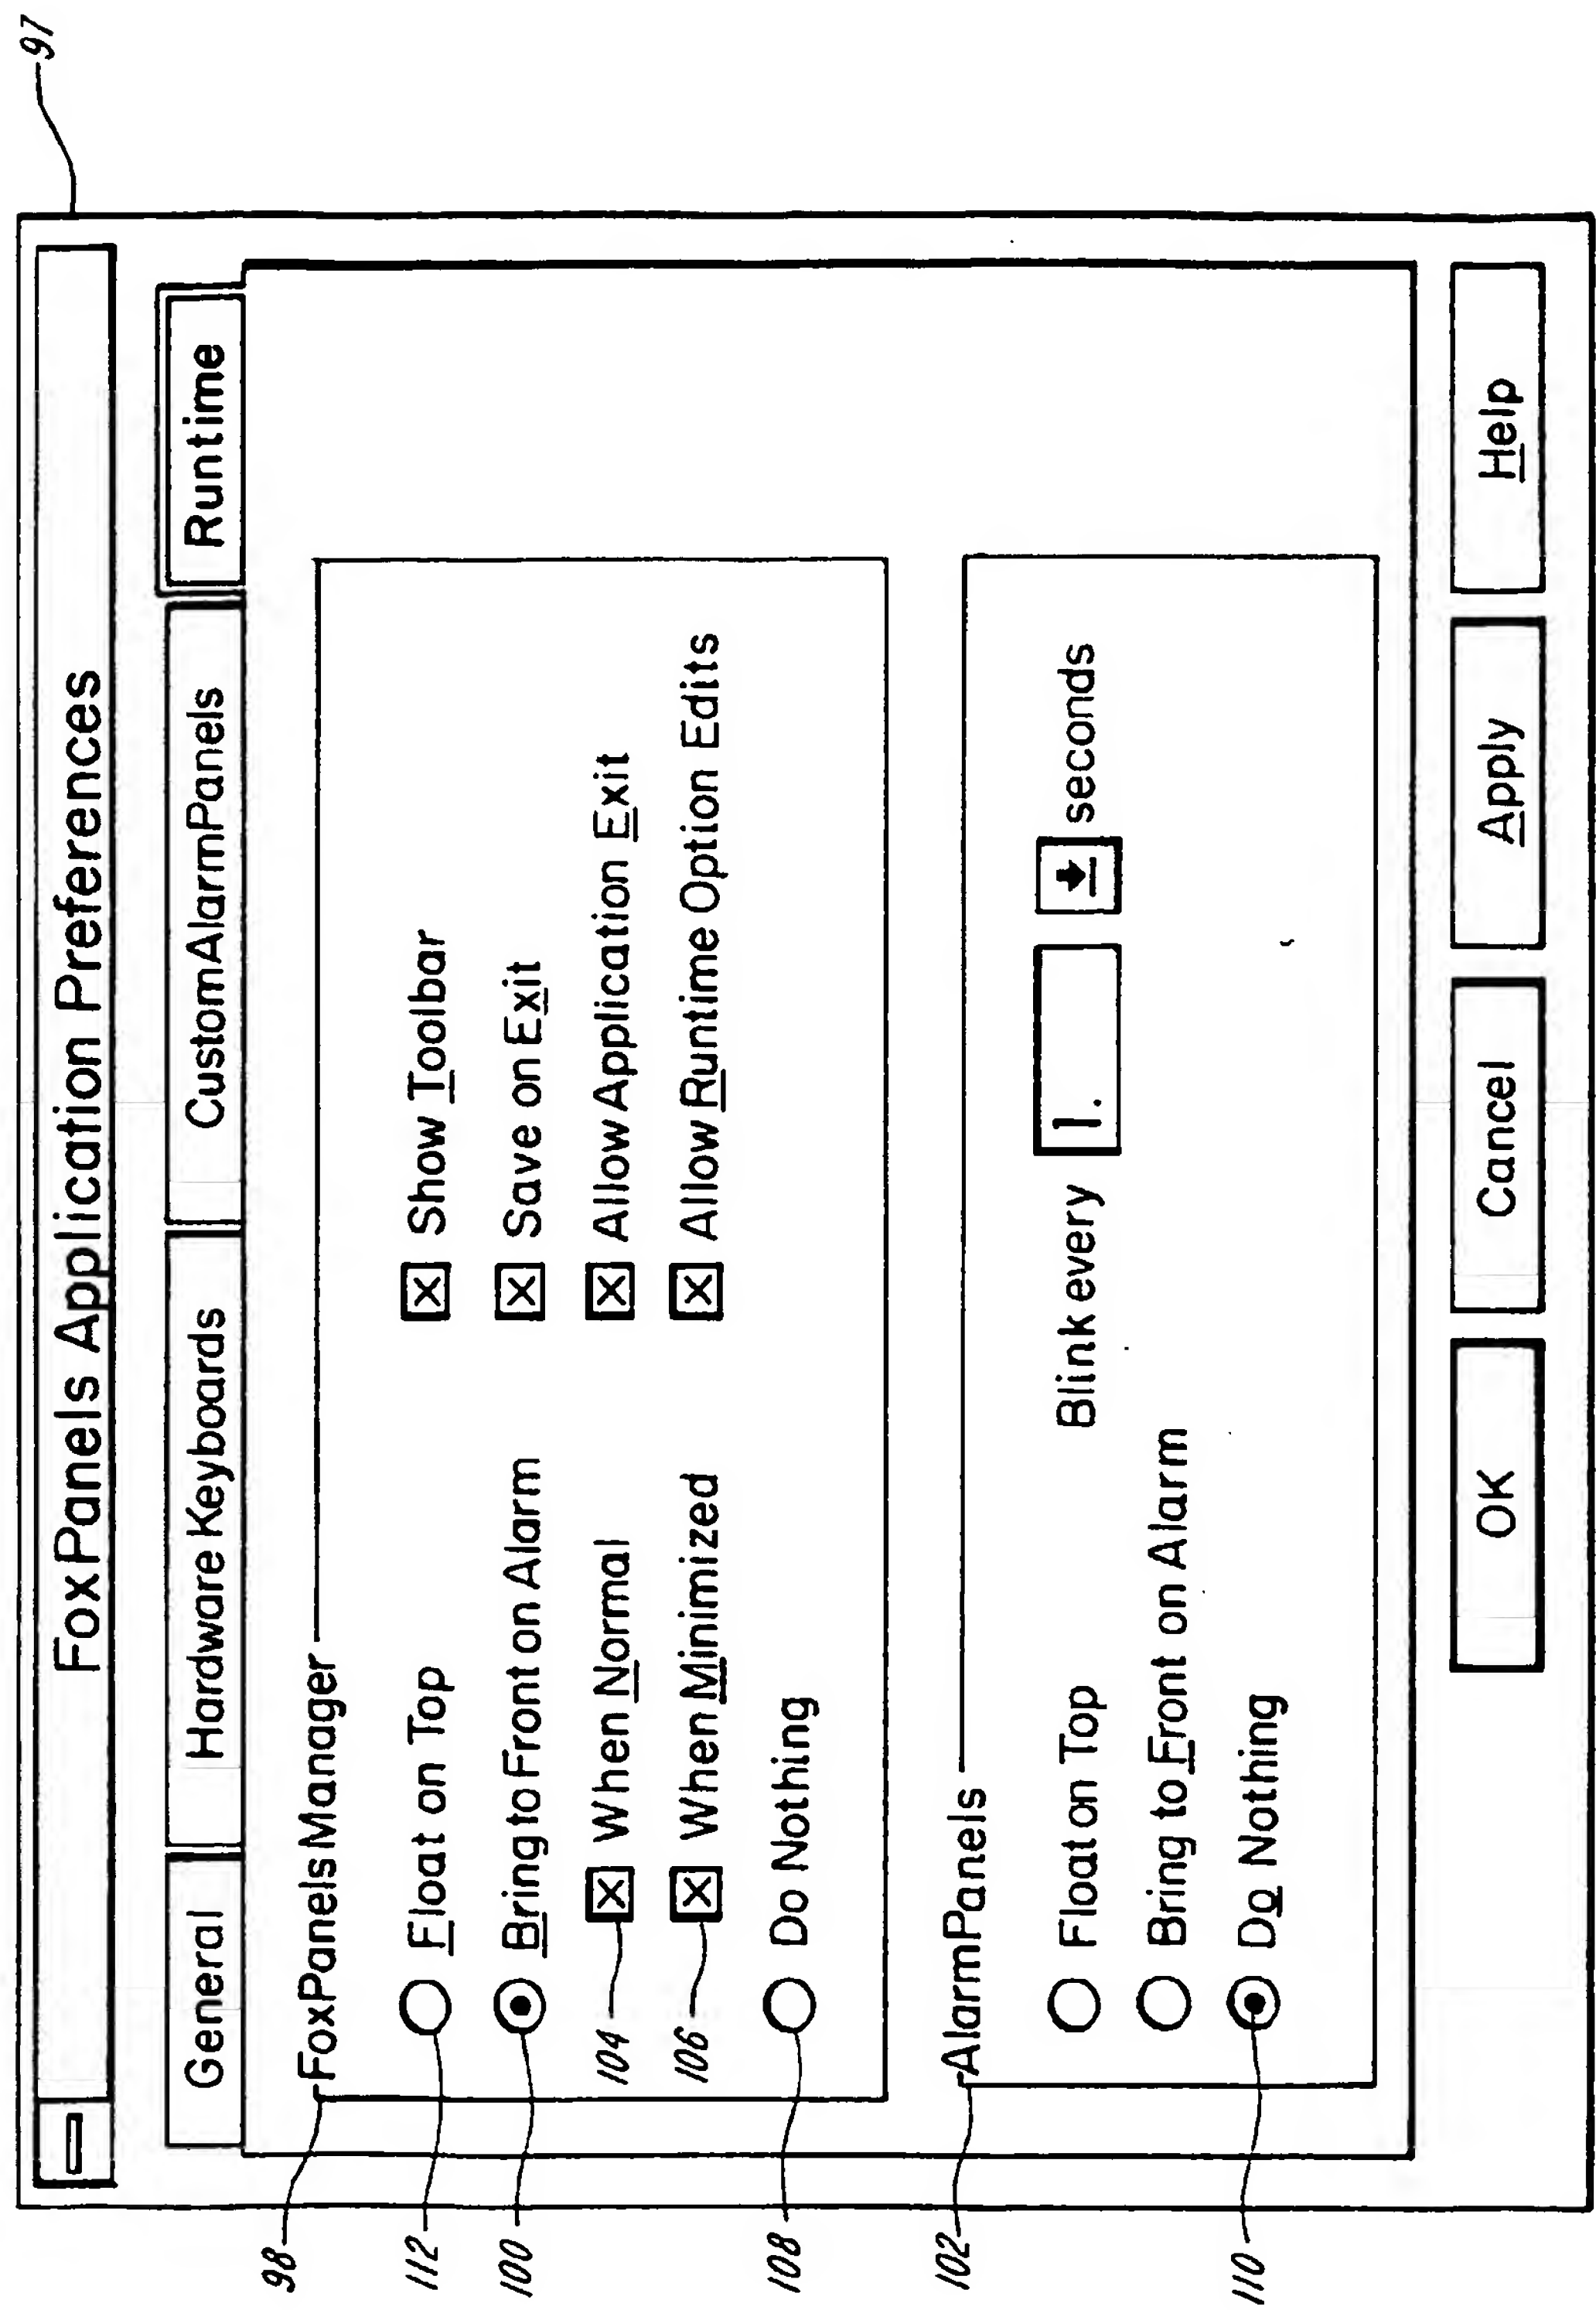 97
FoxPanels Application Preferences
General Hardware Keyboards CustomAlarmPanels Runtime
98
FoxPanelsManager
112 Float on Top Show Toolbar
100 Bring to Front on Alarm Save on Exit
104 When Normal Allow Application Exit
106 When Minimized Allow Runtime Option Edits
108 Do Nothing
102
AlarmPanels
Float on Top Blink every 1. seconds
Bring to Front on Alarm
110 Do Nothing
OK Cancel Apply Help